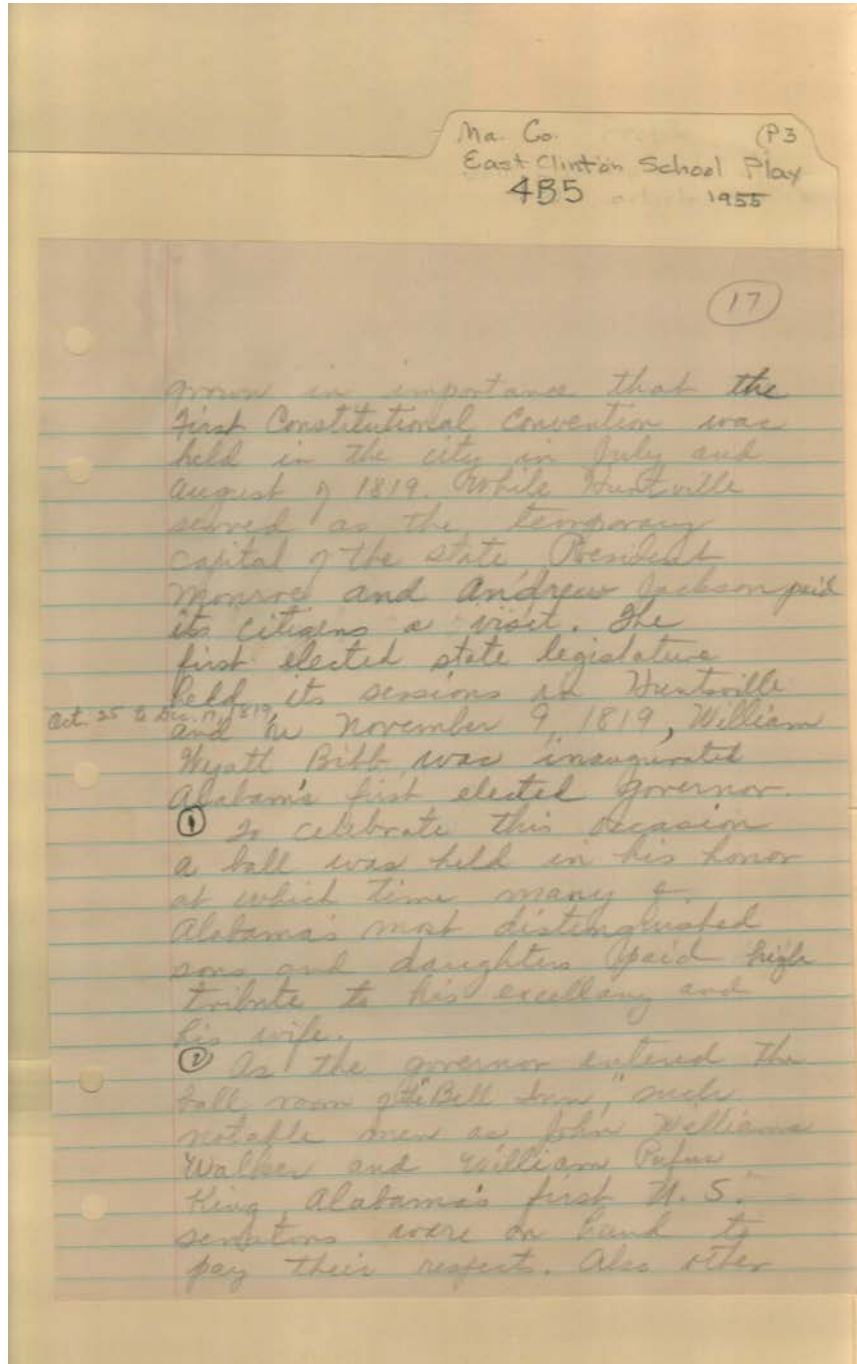 Ma. Co. (P3
East Clinton School Play
4B5 1955
17
grown in importance that the
First Constitutional Convention was
held in the city in July and
August of 1819. While Huntville
served as the temporary
capital of the state President
Monroe and Andrew Jackson paid
its citizens a visit. The
first elected state legislature
held its sessions in Huntsville
Oct. 25 to Dec. 17, 1819,
and on November 9, 1819, William
Wyatt Bibb, was inaugurated
Alabam's first elected governor.
① To celebrate this occasion
a ball was held in his honor
at which time many of
Alabama's most distinguished
sons and daughters paid high
tribute to his excellany and
his wife.
② As the governor entered the
ball room of the "Bell Inn," such
notable men as John Williams
Walker and William Rufus
King, Alabama's first U.S.
senators were on hand to
pay their respects. Also other